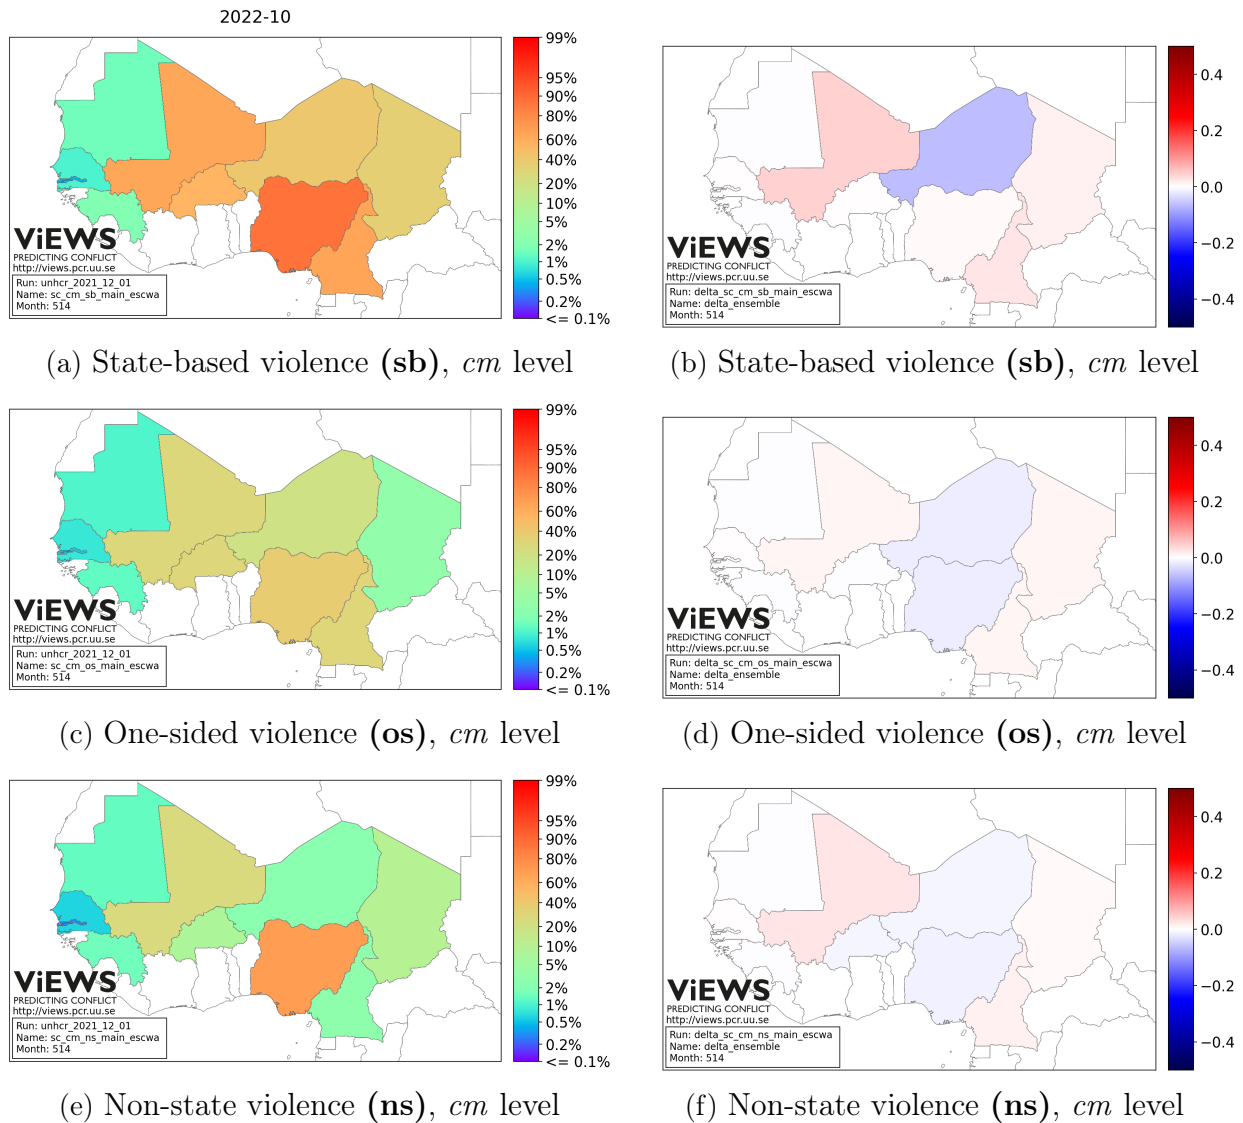 2022-10
99%
95%
90%
80%
60%
40%
20%
10%
5%
2%
1%
0.5%
0.2%
<= 0.1%
ViEWS
PREDICTING CONFLICT
http://views.pcr.uu.se
Run: unhcr_2021_12_01
Name: sc_cm_sb_main_escwa
Month: 514
0.4
0.2
0.0
−0.2
−0.4
ViEWS
PREDICTING CONFLICT
http://views.pcr.uu.se
Run: delta_sc_cm_sb_main_escwa
Name: delta_ensemble
Month: 514
(a) State-based violence (sb), cm level
(b) State-based violence (sb), cm level
99%
95%
90%
80%
60%
40%
20%
10%
5%
2%
1%
0.5%
0.2%
<= 0.1%
ViEWS
PREDICTING CONFLICT
http://views.pcr.uu.se
Run: unhcr_2021_12_01
Name: sc_cm_os_main_escwa
Month: 514
0.4
0.2
0.0
−0.2
−0.4
ViEWS
PREDICTING CONFLICT
http://views.pcr.uu.se
Run: delta_sc_cm_os_main_escwa
Name: delta_ensemble
Month: 514
(c) One-sided violence (os), cm level
(d) One-sided violence (os), cm level
99%
95%
90%
80%
60%
40%
20%
10%
5%
2%
1%
0.5%
0.2%
<= 0.1%
ViEWS
PREDICTING CONFLICT
http://views.pcr.uu.se
Run: unhcr_2021_12_01
Name: sc_cm_ns_main_escwa
Month: 514
0.4
0.2
0.0
−0.2
−0.4
ViEWS
PREDICTING CONFLICT
http://views.pcr.uu.se
Run: delta_sc_cm_ns_main_escwa
Name: delta_ensemble
Month: 514
(e) Non-state violence (ns), cm level
(f) Non-state violence (ns), cm level